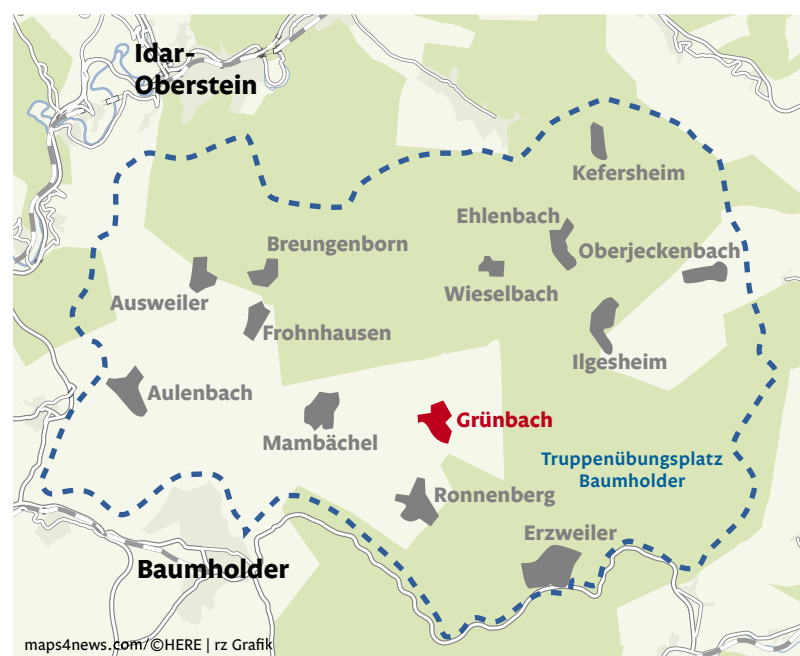 Idar-
Oberstein
Kefersheim
Ehlenbach
Breungenborn
Oberjeckenbach
Ausweiler
Wieselbach
Frohnhausen
Ilgesheim
Aulenbach
Grünbach
Mambächel
Truppenübungsplatz
Baumholder
Ronnenberg
Erzweiler
Baumholder
maps4news.com/©HERE | rz Grafik